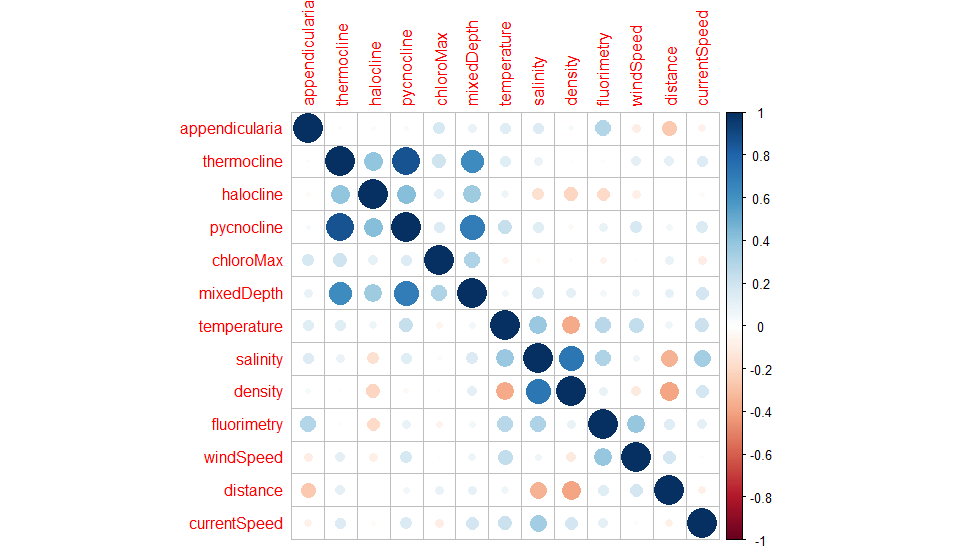 appendicularia
thermocline
halocline
pycnocline
chloroMax
mixedDepth
temperature
salinity
density
fluorimetry
windSpeed
distance
currentSpeed
appendicularia
thermocline
halocline
pycnocline
chloroMax
mixedDepth
temperature
salinity
density
fluorimetry
windSpeed
distance
currentSpeed
1
0.8
0.6
0.4
0.2
0
-0.2
-0.4
-0.6
-0.8
-1